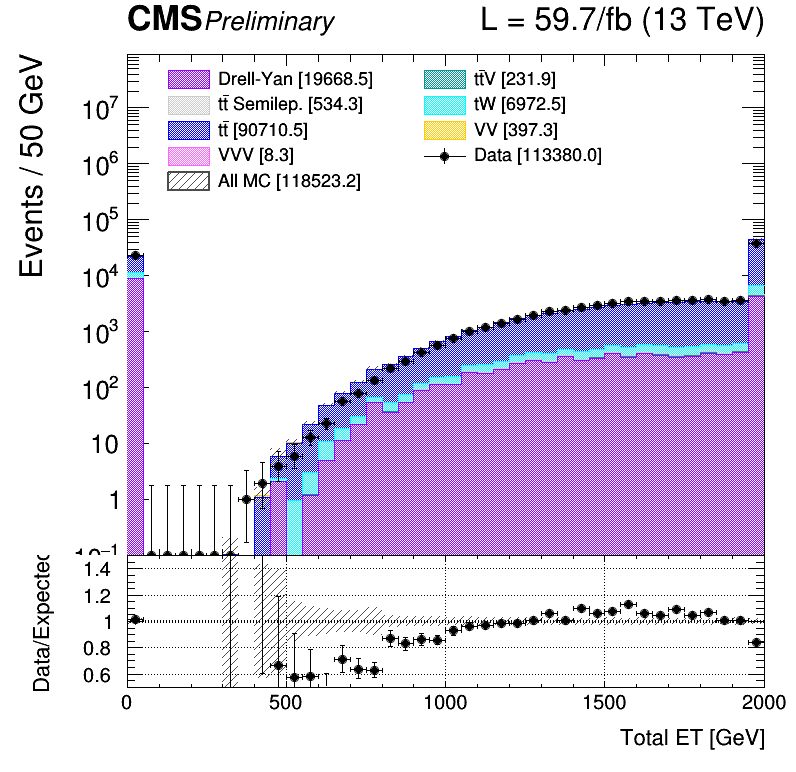 CMS Preliminary L = 59.7/fb (13 TeV)
Events / 50 GeV
Drell-Yan [19668.5]
tt̄ Semilep. [534.3]
tt̄ [90710.5]
VVV [8.3]
All MC [118523.2]
tt̄V [231.9]
tW [6972.5]
VV [397.3]
Data [113380.0]
10⁷
10⁶
10⁵
10⁴
10³
10²
10
1
10⁻¹
Data/Expected
1.4
1.2
1
0.8
0.6
0 500 1000 1500 2000
Total ET [GeV]